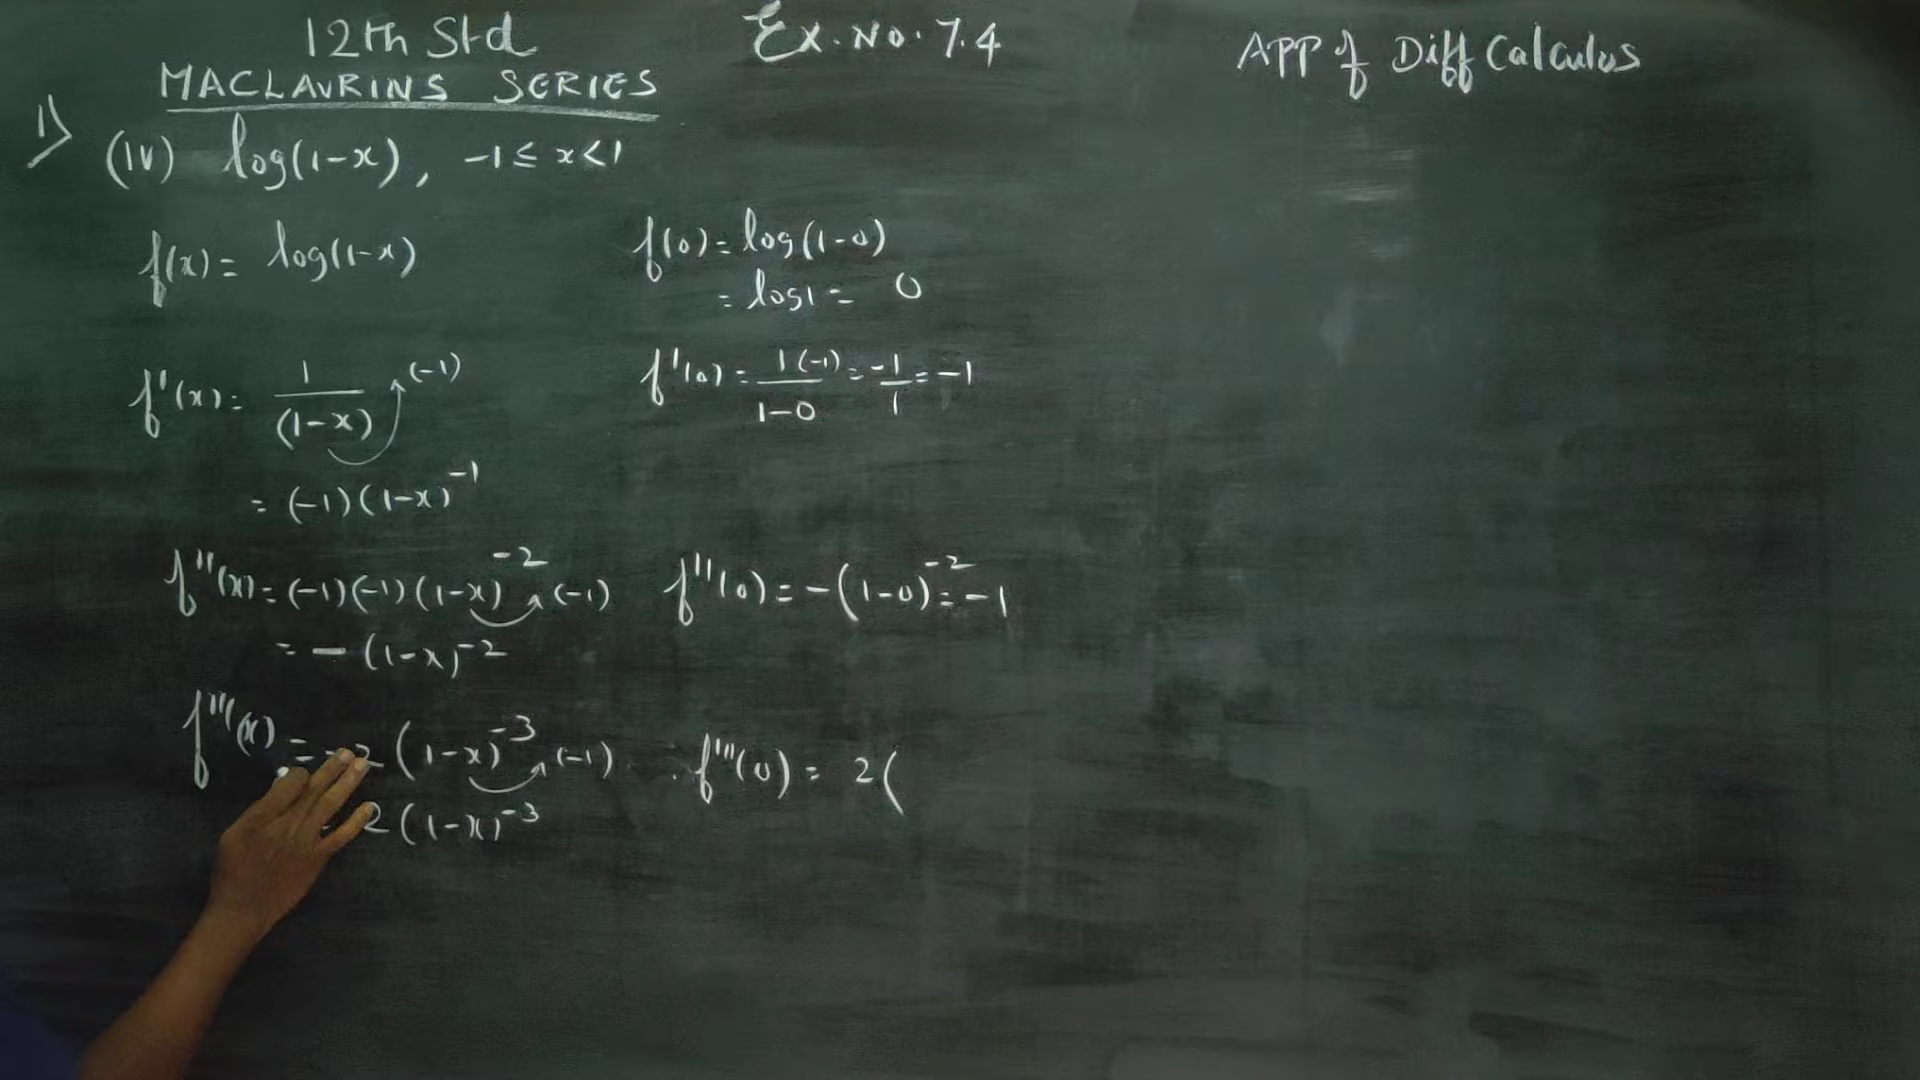 12th Std
Ex. No. 7.4
APP of Diff Calculus
MACLAURINS SERIES
1)
(IV) log(1-x), -1 ≤ x < 1
f(x) = log(1-x)
f(0) = log(1-0)
= log1 = 0
f'(x) = 1/(1-x) (-1)
f'(0) = 1(-1)/1-0 = -1/1 = -1
= (-1)(1-x)^-1
f''(x) = (-1)(-1)(1-x)^-2 (-1)
f''(0) = -(1-0)^-2 = -1
= -(1-x)^-2
f'''(x) = -2(1-x)^-3 (-1)
f'''(0) = 2(
2(1-x)^-3